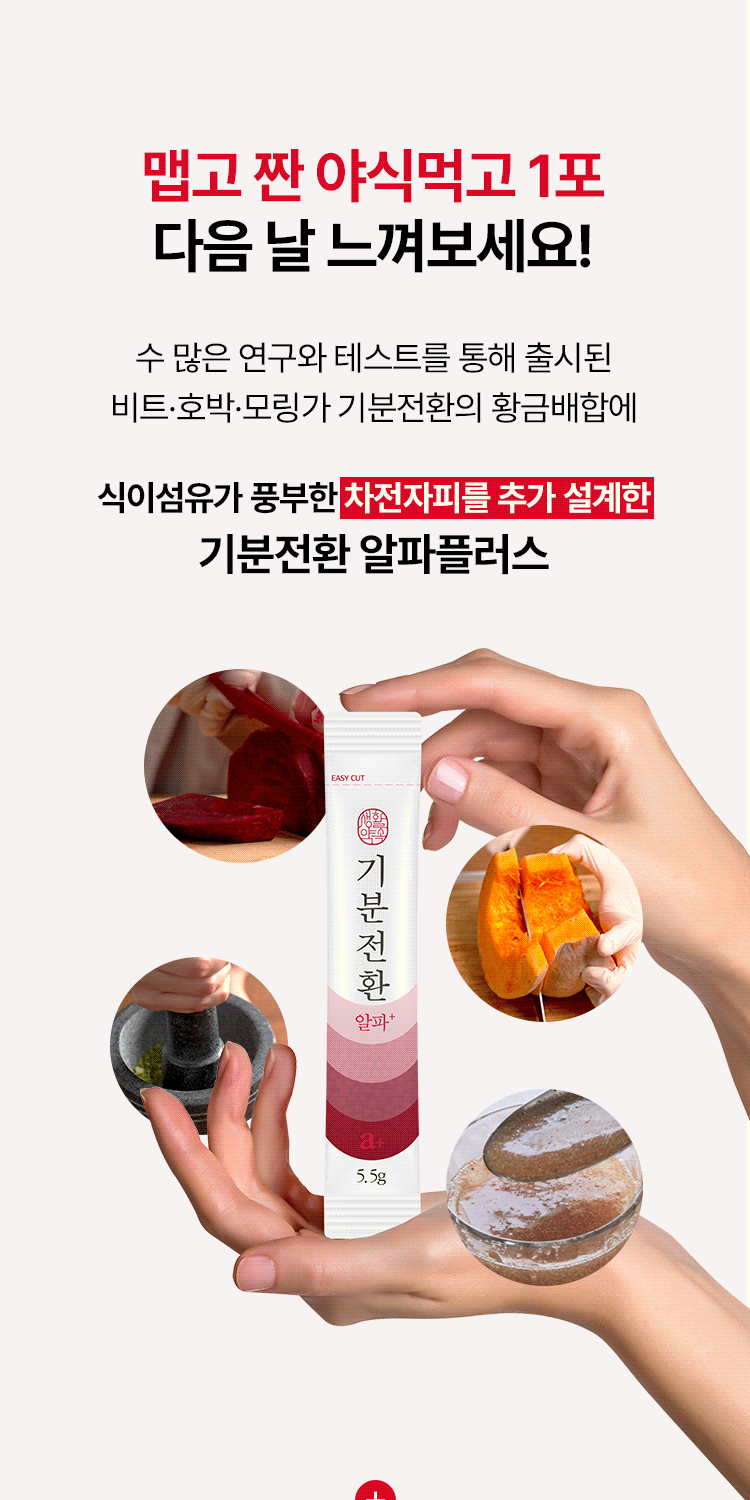 맵고 짠 야식먹고 1포
다음 날 느껴보세요!
수 많은 연구와 테스트를 통해 출시된
비트·호박·모링가 기분전환의 황금배합에
식이섬유가 풍부한 차전자피를 추가 설계한
기분전환 알파플러스
EASY CUT
생활
약속
기분전환
알파+
a+
5.5g